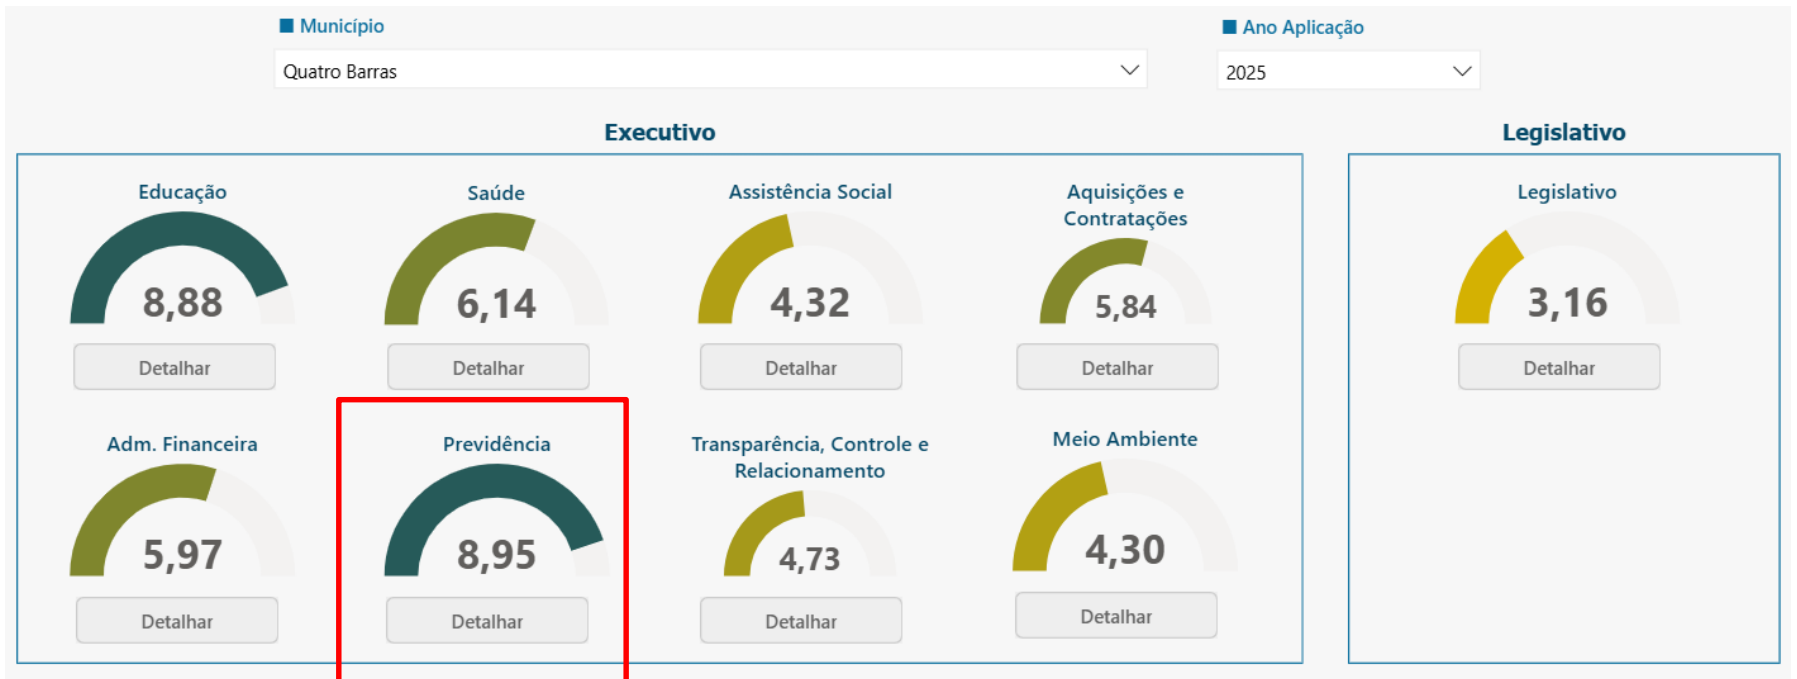 Município
Ano Aplicação
Quatro Barras
2025
Executivo
Legislativo
Educação
Saúde
Assistência Social
Aquisições e
Contratações
Legislativo
8,88
6,14
4,32
5,84
3,16
Detalhar
Detalhar
Detalhar
Detalhar
Detalhar
Adm. Financeira
Previdência
Transparência, Controle e
Relacionamento
Meio Ambiente
5,97
8,95
4,73
4,30
Detalhar
Detalhar
Detalhar
Detalhar